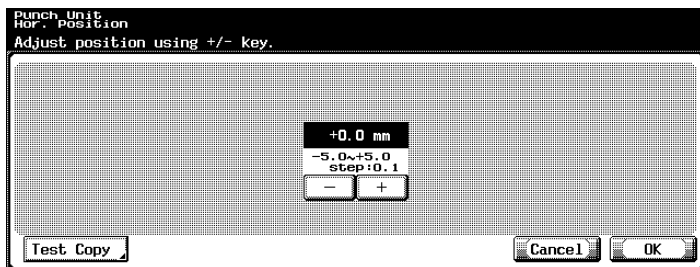 Punch Unit
Hor. Position
Adjust position using +/- key.
+0.0 mm
-5.0~+5.0
step:0.1
- +
Test Copy Cancel OK